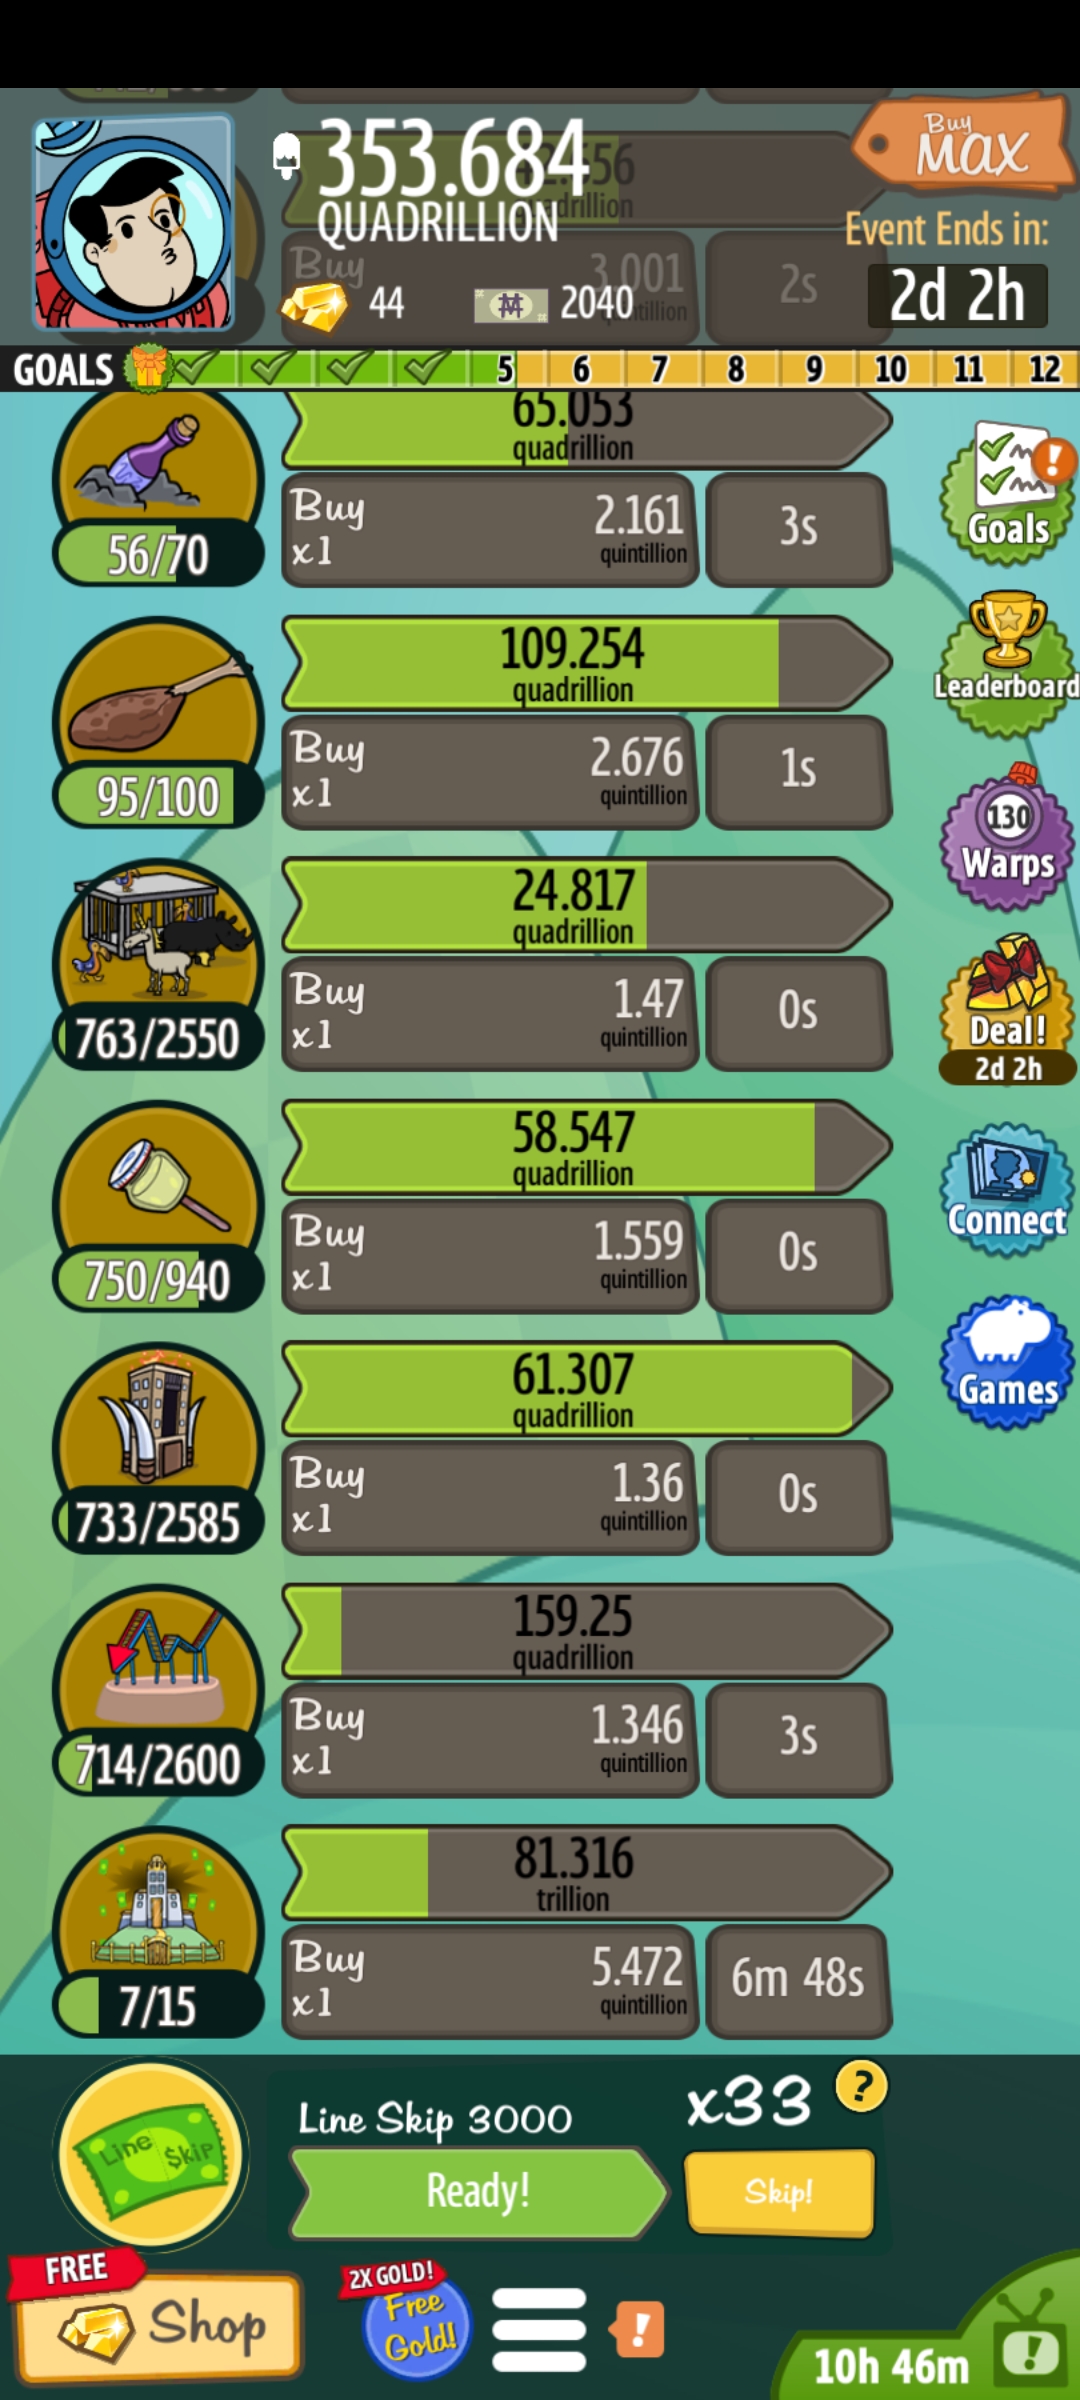 353.684
QUADRILLION
Buy
MAX
Event Ends in:
44
2040
2d 2h
Buy
3.001
2s
GOALS
5 6 7 8 9 10 11 12
65.053
quadrillion
56/70
Buy
x1
2.161
quintillion
3s
Goals
109.254
quadrillion
95/100
Buy
x1
2.676
quintillion
1s
Leaderboard
130
Warps
24.817
quadrillion
763/2550
Buy
x1
1.47
quintillion
0s
Deal!
2d 2h
58.547
quadrillion
750/940
Buy
x1
1.559
quintillion
0s
Connect
61.307
quadrillion
733/2585
Buy
x1
1.36
quintillion
0s
Games
159.25
quadrillion
714/2600
Buy
x1
1.346
quintillion
3s
81.316
trillion
7/15
Buy
x1
5.472
quintillion
6m 48s
Line $kip
Line Skip 3000
x33
?
Ready!
Skip!
FREE
Shop
2X GOLD!
Free
Gold!
!
10h 46m